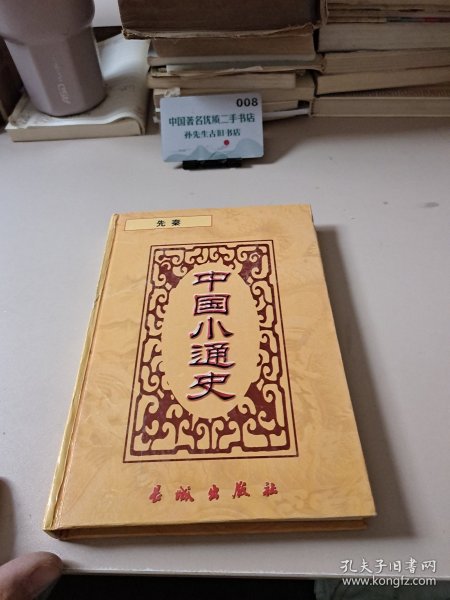 008
中国著名优质二手书店
孙先生古旧书店
先秦
中国小通史
长城出版社
孔夫子旧书网
www.kongfz.com